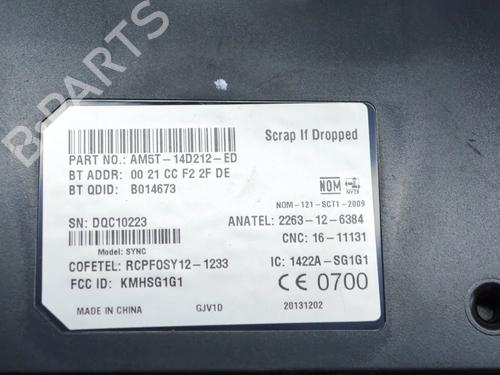 B-PARTS
Scrap If Dropped
PART NO.: AM5T-14D212-ED
BT ADDR: 00 21 CC F2 2F DE
BT QDID: B014673
NOM
NYCE
NOM-121-SCT1-2009
SN: DQC10223
ANATEL: 2263-12-6384
CNC: 16-11131
Model: SYNC
COFETEL: RCPFOSY12-1233
IC: 1422A-SG1G1
FCC ID: KMHSG1G1
CE 0700
MADE IN CHINA
GJV10
20131202